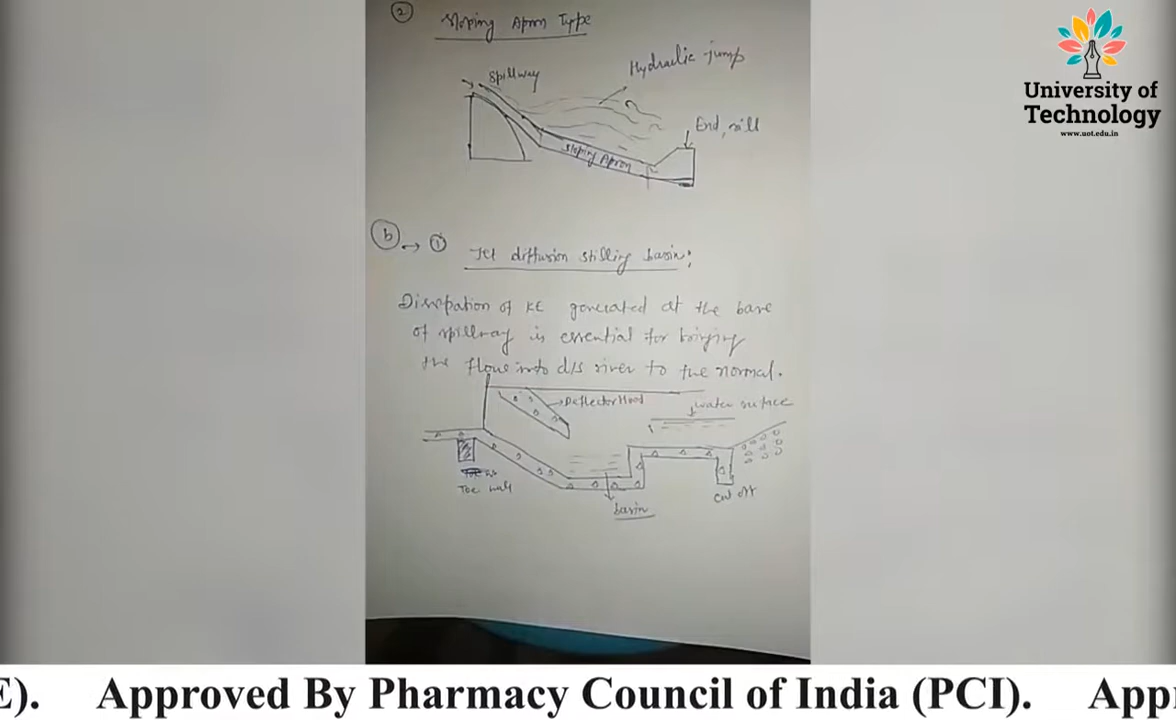 2 Sloping Apron Type
Spillway
Hydraulic jump
End sill
Sloping Apron
b → 1 Jet diffusion stilling basin:
Dissipation of KE generated at the base
of spillway is essential for bringing
the flow into d/s river to the normal.
Deflector Hood
water surface
Toe wall
basin
cut off
University of
Technology
www.uot.edu.in
E). Approved By Pharmacy Council of India (PCI). App